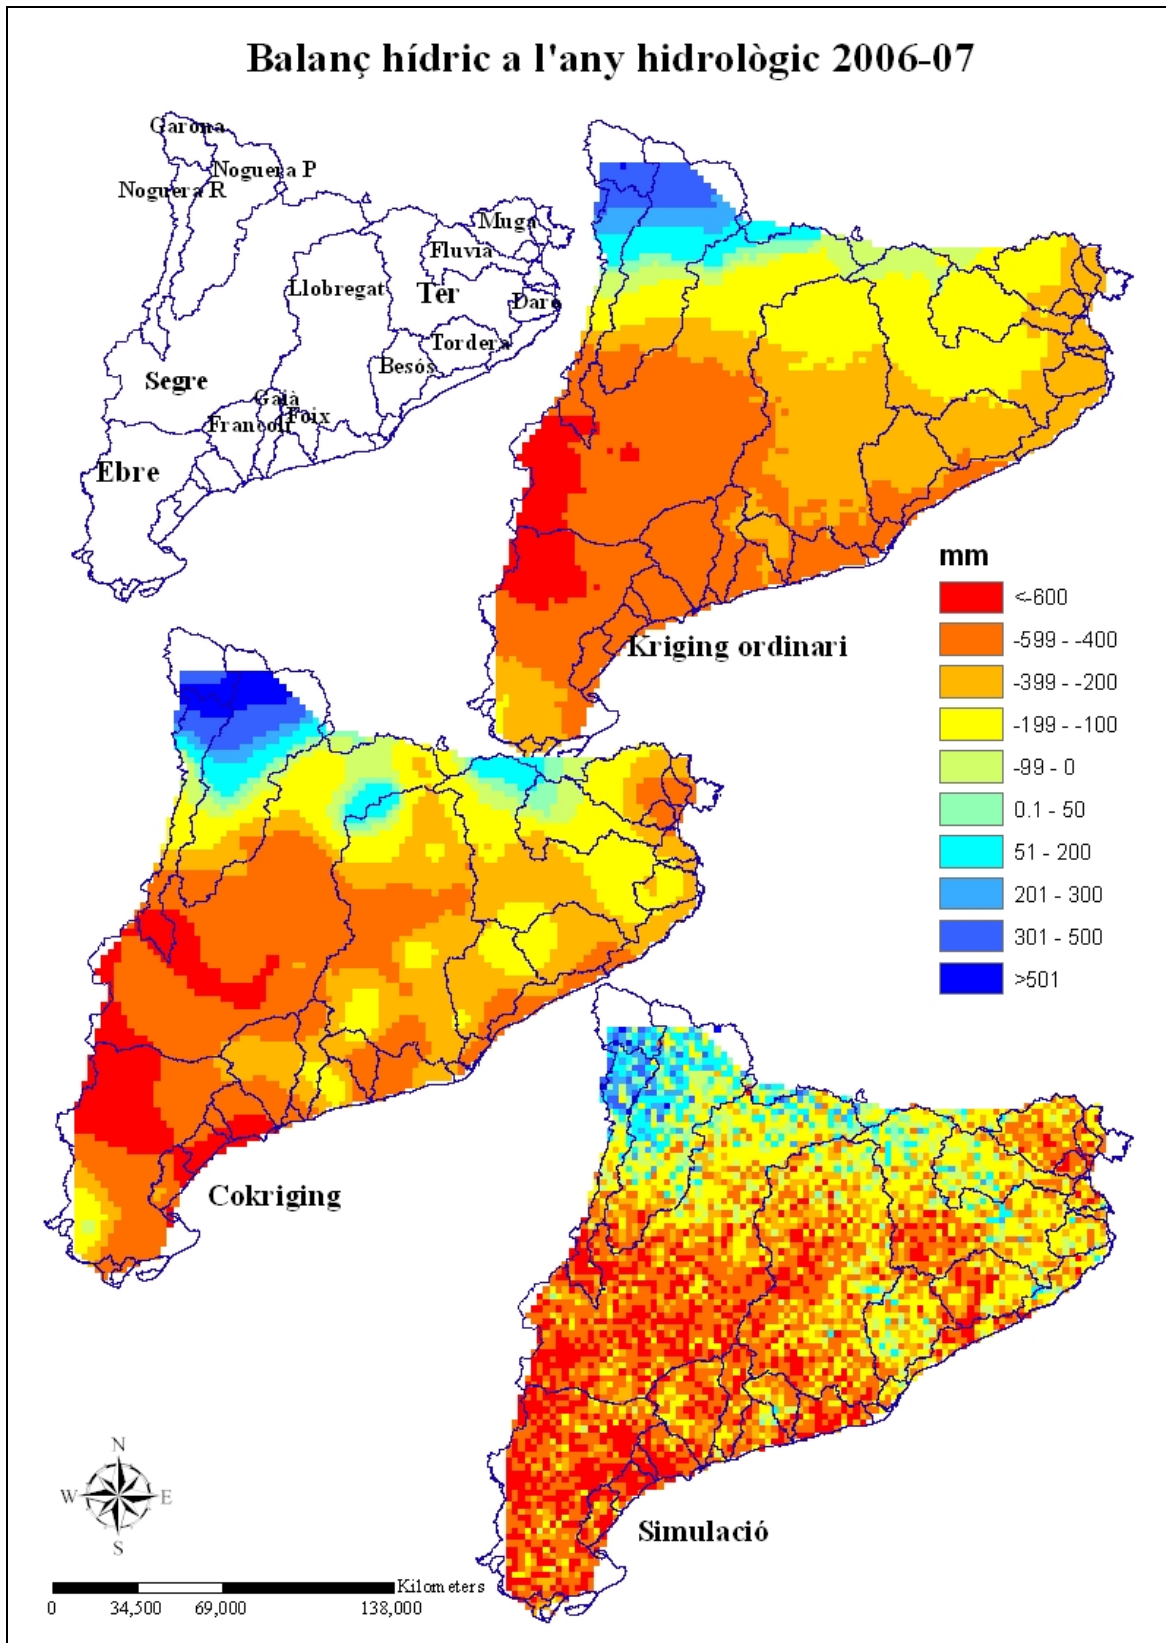 Balanç hídric a l'any hidrològic 2006-07
Garona
Noguera P
Noguera R
Muga
Fluvià
Llobregat
Ter
Daró
Tordera
Besós
Segre
Gaià
Foix
Francolí
Ebre
mm
<-600
-599 - -400
-399 - -200
-199 - -100
-99 - 0
0.1 - 50
51 - 200
201 - 300
301 - 500
>501
Kriging ordinari
Cokriging
Simulació
N
W E
S
Kilometers
0 34,500 69,000 138,000